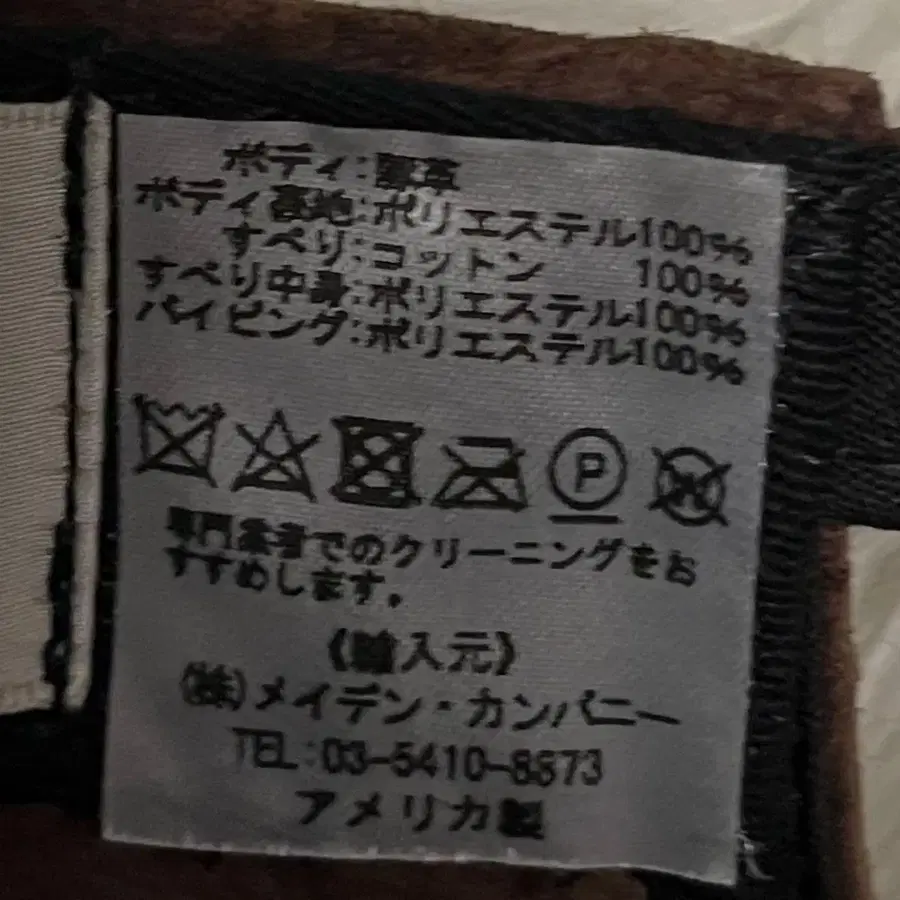 ボディ:豚革
ボディ裏地:ポリエステル100%
すべり:コットン 100%
すべり中身:ポリエステル100%
パイピング:ポリエステル100%
P
専門業者でのクリーニングをお
すすめします。
《輸入元》
(株)メイデン・カンパニー
TEL:03-5410-8873
アメリカ製